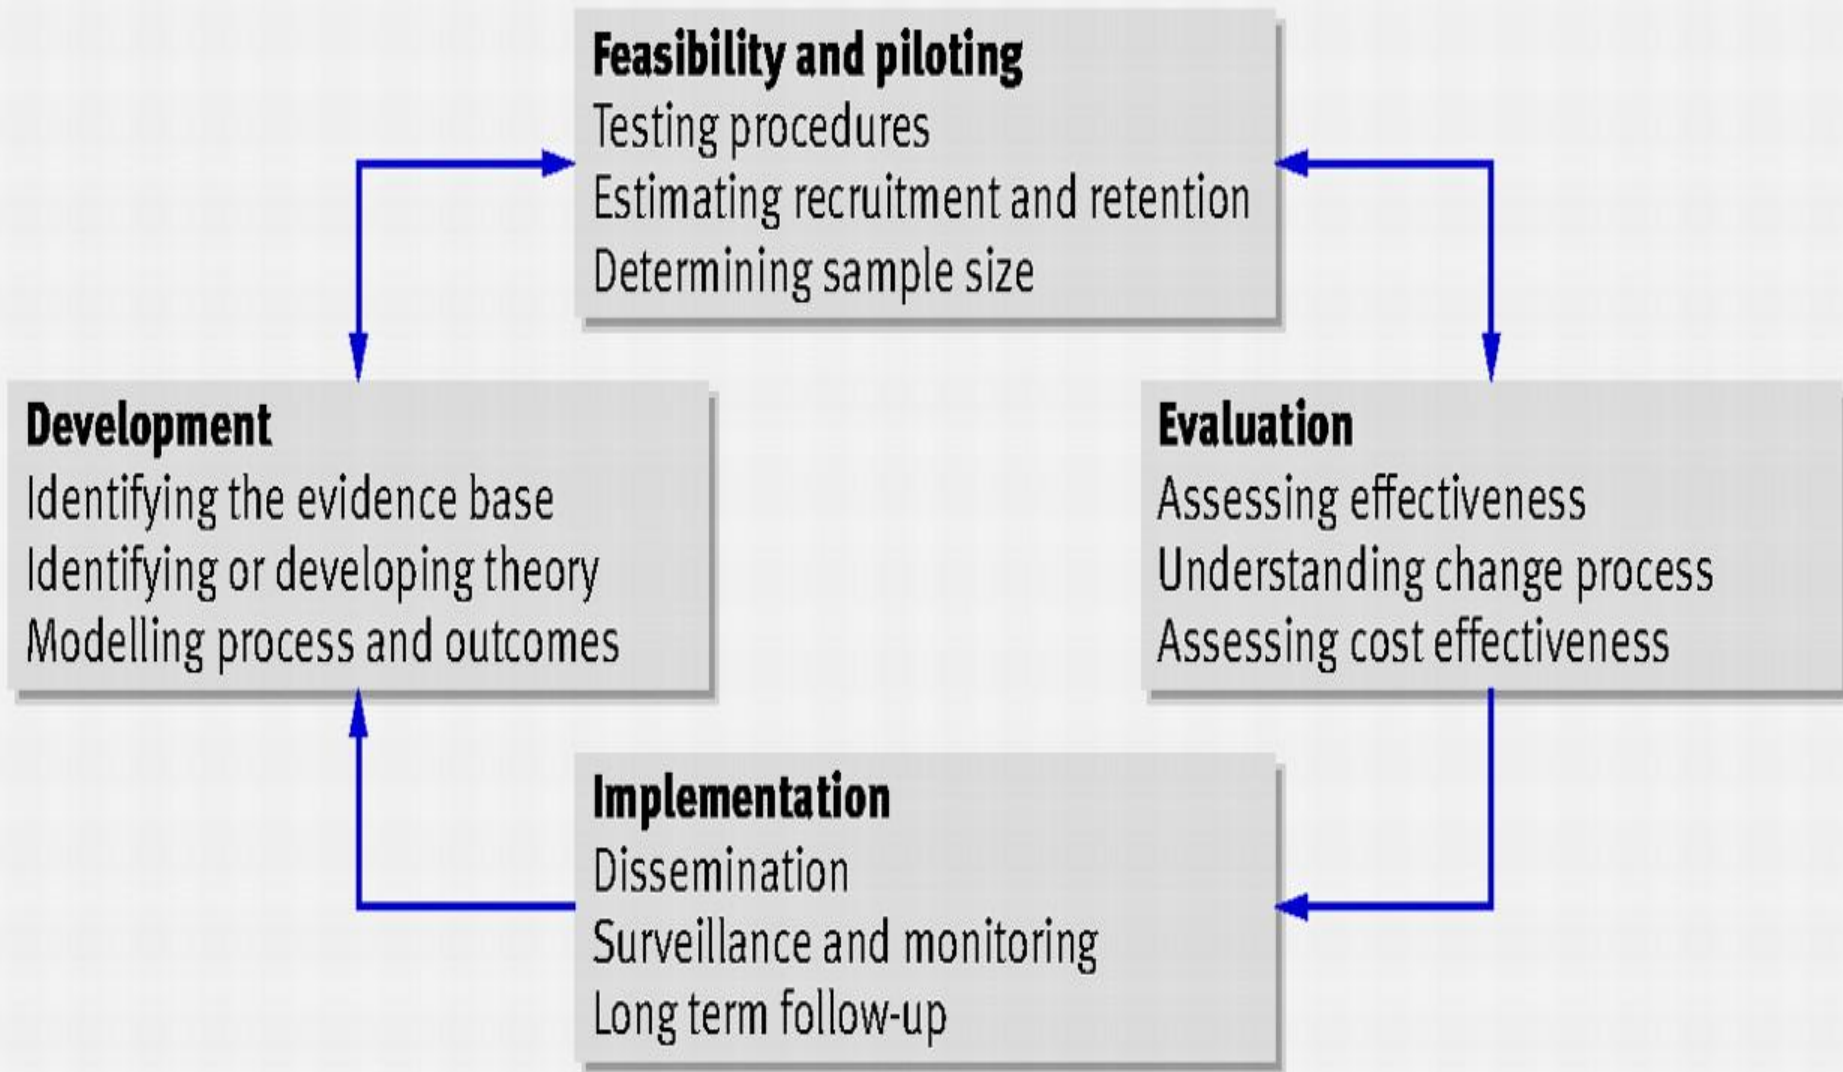 Feasibility and piloting
Testing procedures
Estimating recruitment and retention
Determining sample size
Development
Identifying the evidence base
Identifying or developing theory
Modelling process and outcomes
Evaluation
Assessing effectiveness
Understanding change process
Assessing cost effectiveness
Implementation
Dissemination
Surveillance and monitoring
Long term follow-up